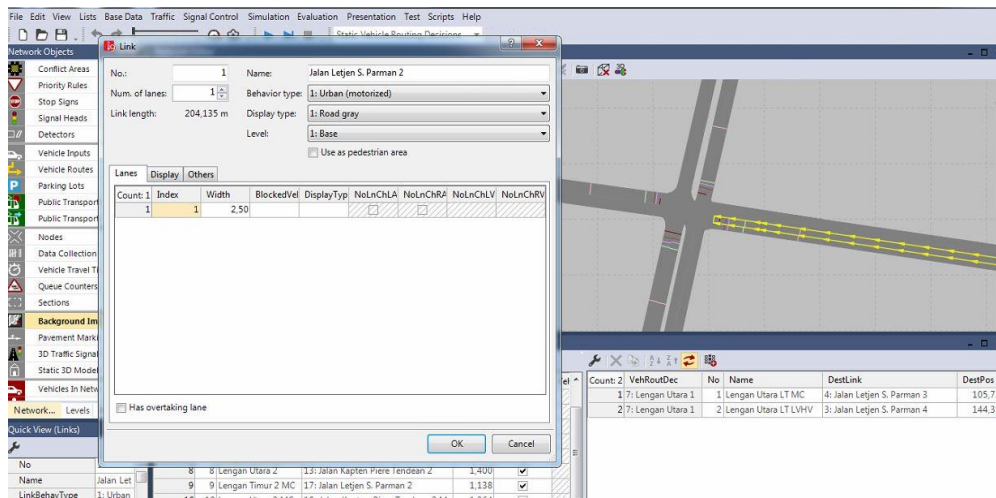 File Edit View Lists Base Data Traffic Signal Control Simulation Evaluation Presentation Test Scripts Help
Static Vehicle Routing Decisions
Network Objects
Conflict Areas
Priority Rules
Stop Signs
Signal Heads
Detectors
Vehicle Inputs
Vehicle Routes
Parking Lots
Public Transport
Public Transport
Nodes
Data Collection
Vehicle Travel Ti
Queue Counters
Sections
Background Im
Pavement Marki
3D Traffic Signal
Static 3D Model
Vehicles In Netw
Network... Levels
Quick View (Links)
No
Name Jalan Let
LinkBehavType 1: Urban
Link
No.: 1 Name: Jalan Letjen S. Parman 2
Num. of lanes: 1 Behavior type: 1: Urban (motorized)
Link length: 204,135 m Display type: 1: Road gray
Level: 1: Base
Use as pedestrian area
Lanes Display Others
Count: 1 Index Width BlockedVel DisplayTyp NoLnChLA NoLnChRA NoLnChLV NoLnChRV
1 1 2,50
Has overtaking lane
OK Cancel
8 8 Lengan Utara 2 13: Jalan Kapten Piere Tendean 2 1,400
9 9 Lengan Timur 2 MC 17: Jalan Letjen S. Parman 2 1,138
Count: 2 VehRoutDec No Name DestLink DestPos
1 7: Lengan Utara 1 1 Lengan Utara LT MC 4: Jalan Letjen S. Parman 3 105,7
2 7: Lengan Utara 1 2 Lengan Utara LT LVHV 3: Jalan Letjen S. Parman 4 144,3